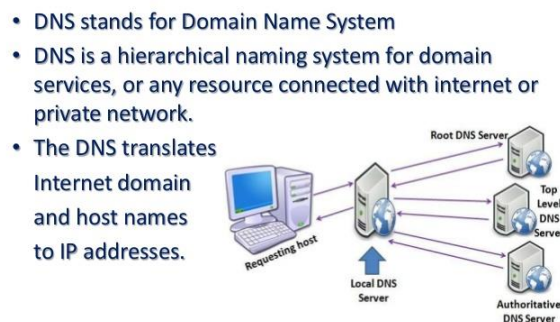 • DNS stands for Domain Name System
• DNS is a hierarchical naming system for domain
services, or any resource connected with internet or
private network.
• The DNS translates
Internet domain
and host names
to IP addresses.
Root DNS Server
Top
Level
DNS
Server
Requesting host
Local DNS
Server
Authoritative
DNS Server